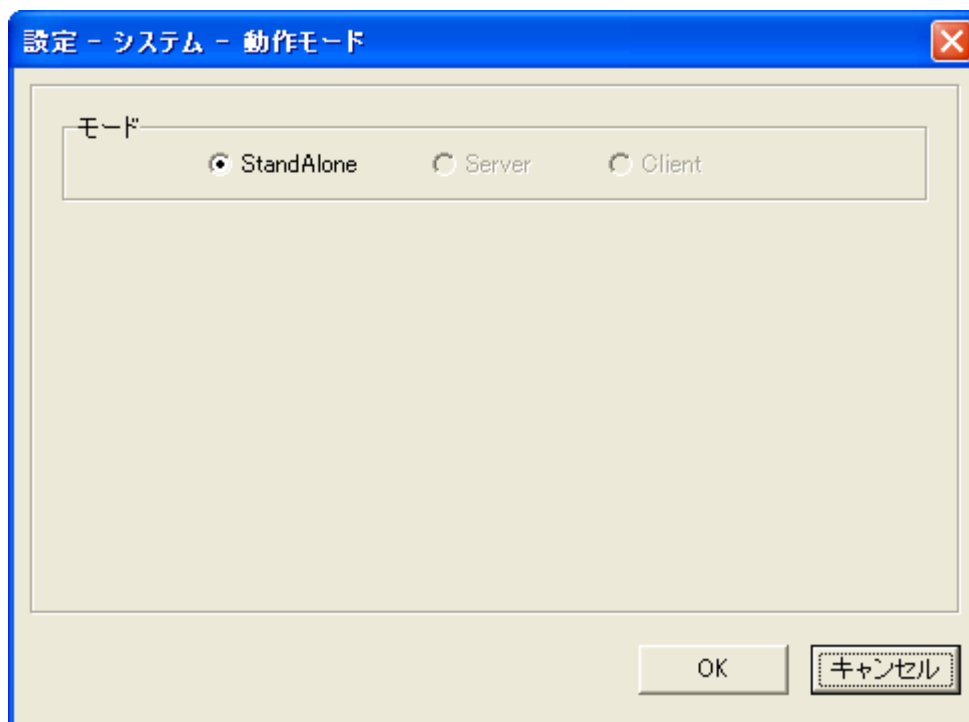 設定 - システム - 動作モード
モード
StandAlone Server Client
OK キャンセル